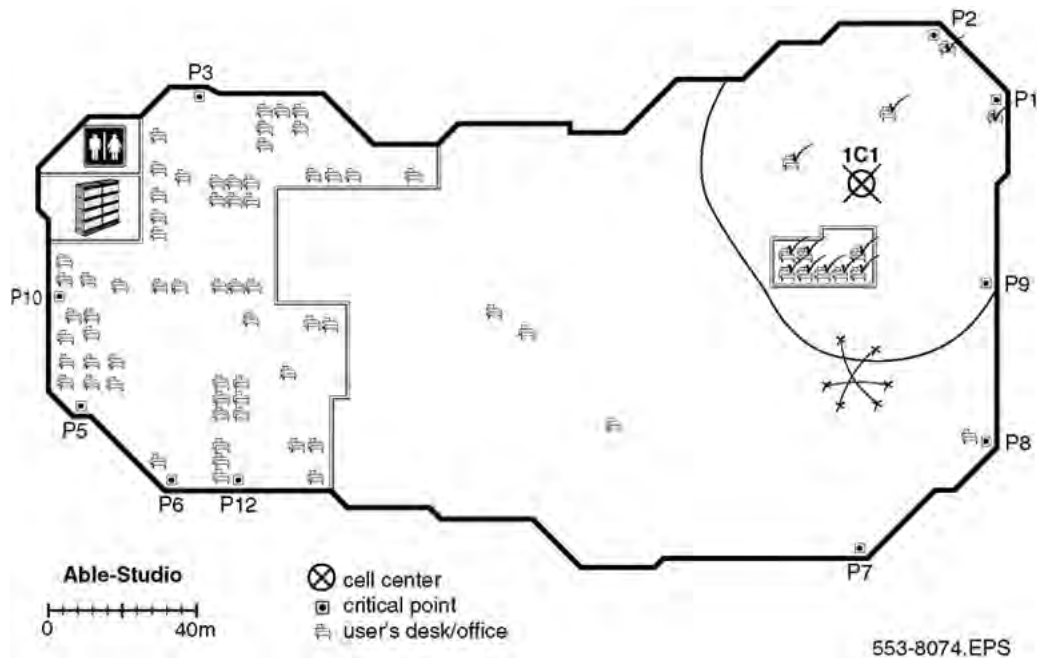 P2
P3
P1
1C1
P10
P9
P5
P8
P6
P12
P7
Able-Studio
0
40m
cell center
critical point
user's desk/office
553-8074.EPS